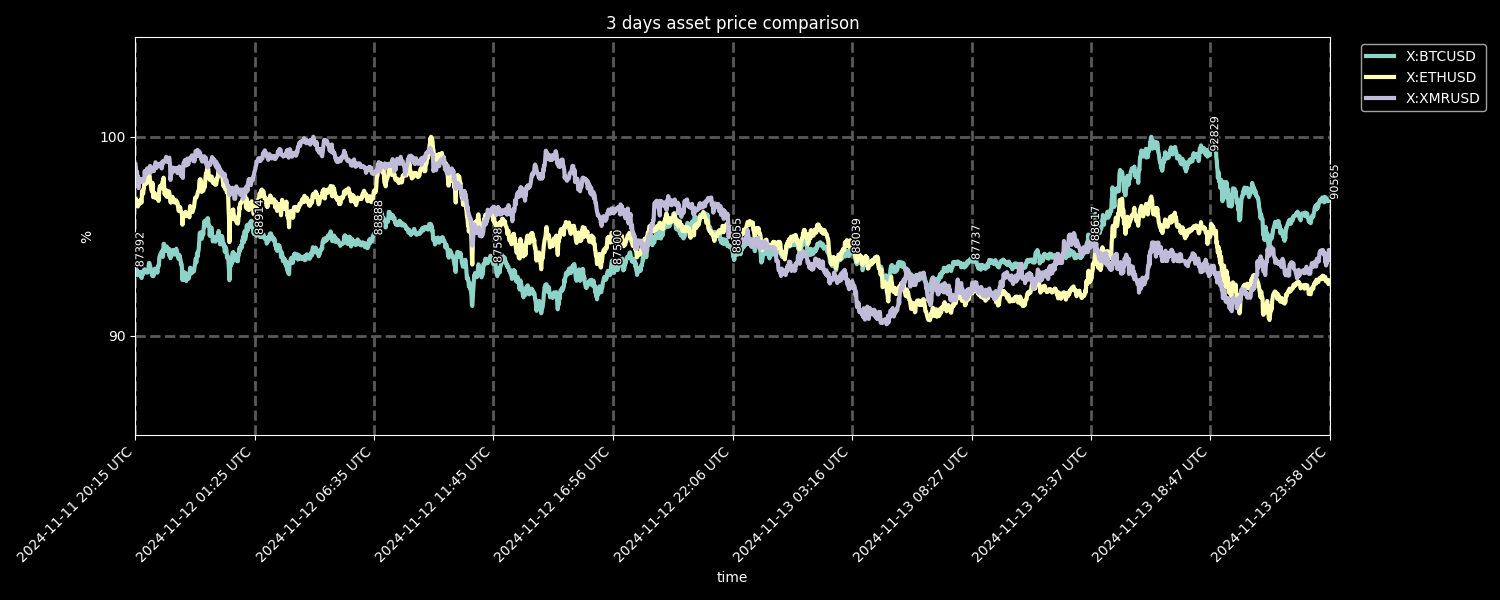 3 days asset price comparison
X:BTCUSD
X:ETHUSD
X:XMRUSD
100
90
%
87392
88914
88888
87598
87500
88055
88039
87737
88617
92829
90565
2024-11-11 20:15 UTC
2024-11-12 01:25 UTC
2024-11-12 06:35 UTC
2024-11-12 11:45 UTC
2024-11-12 16:56 UTC
2024-11-12 22:06 UTC
2024-11-13 03:16 UTC
2024-11-13 08:27 UTC
2024-11-13 13:37 UTC
2024-11-13 18:47 UTC
2024-11-13 23:58 UTC
time